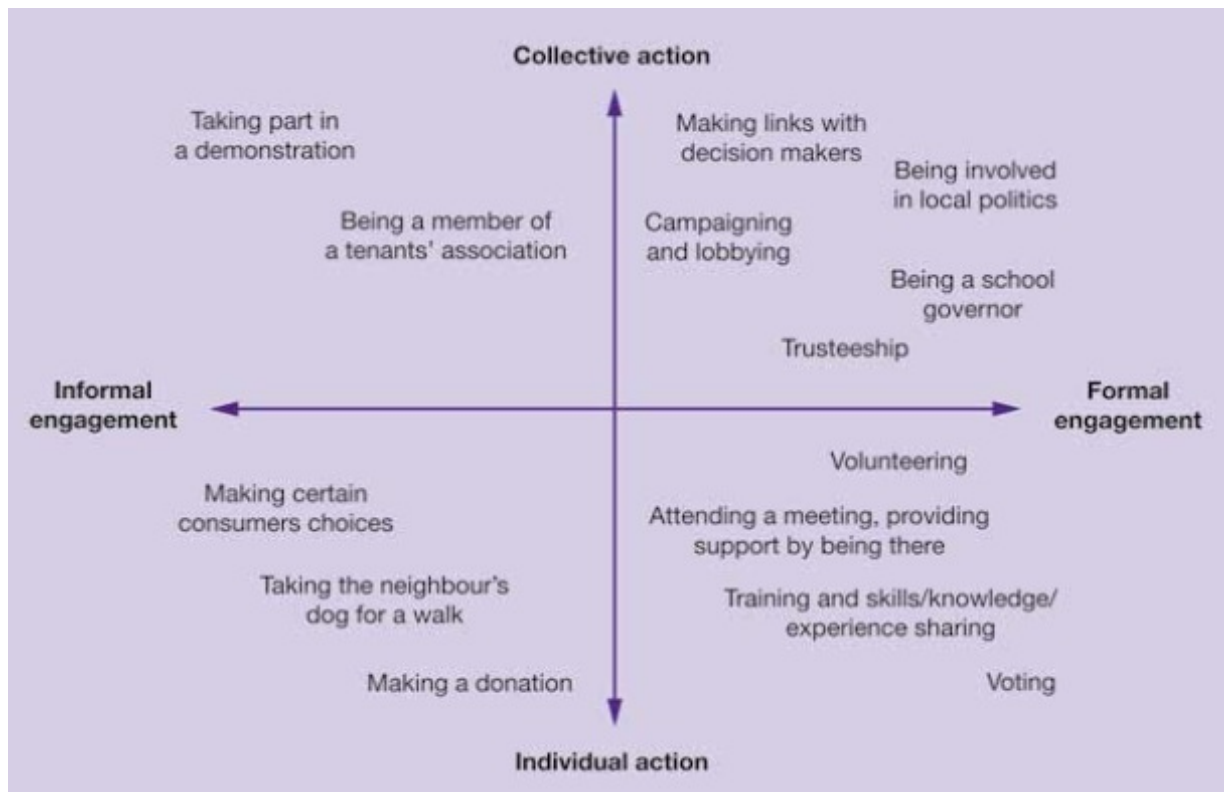 Collective action
Taking part in
a demonstration
Making links with
decision makers
Being involved
in local politics
Being a member of
a tenants' association
Campaigning
and lobbying
Being a school
governor
Trusteeship
Informal
engagement
Formal
engagement
Volunteering
Making certain
consumers choices
Attending a meeting, providing
support by being there
Taking the neighbour's
dog for a walk
Training and skills/knowledge/
experience sharing
Making a donation
Voting
Individual action